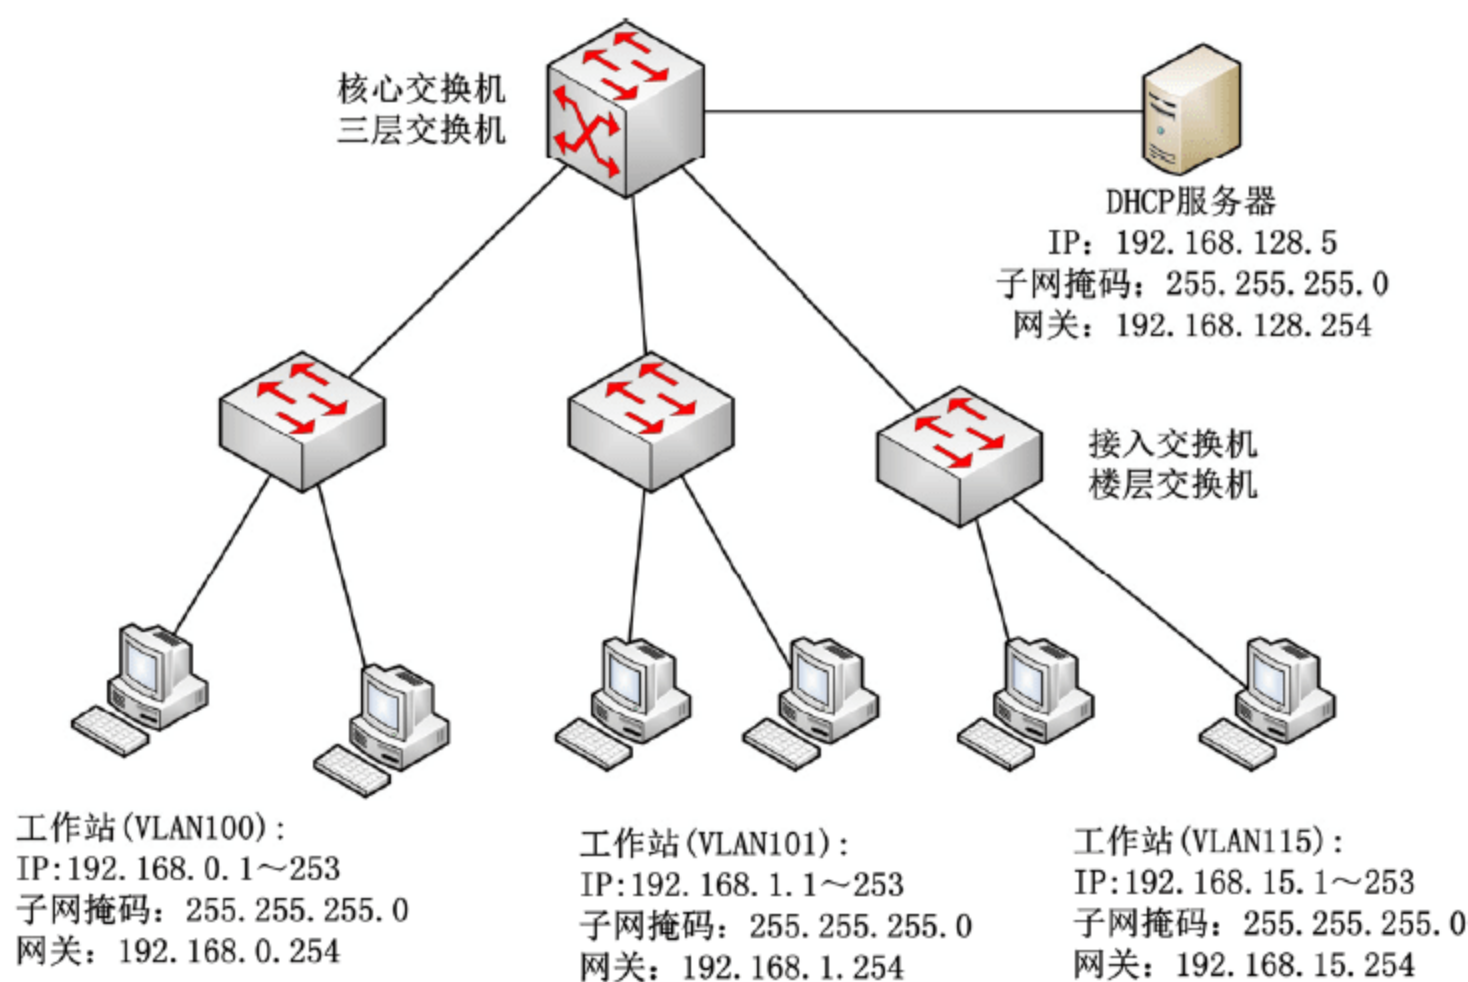 核心交换机
三层交换机
DHCP服务器
IP: 192.168.128.5
子网掩码: 255.255.255.0
网关: 192.168.128.254
接入交换机
楼层交换机
工作站(VLAN100):
IP:192.168.0.1～253
子网掩码: 255.255.255.0
网关: 192.168.0.254
工作站(VLAN101):
IP:192.168.1.1～253
子网掩码: 255.255.255.0
网关: 192.168.1.254
工作站(VLAN115):
IP:192.168.15.1～253
子网掩码: 255.255.255.0
网关: 192.168.15.254